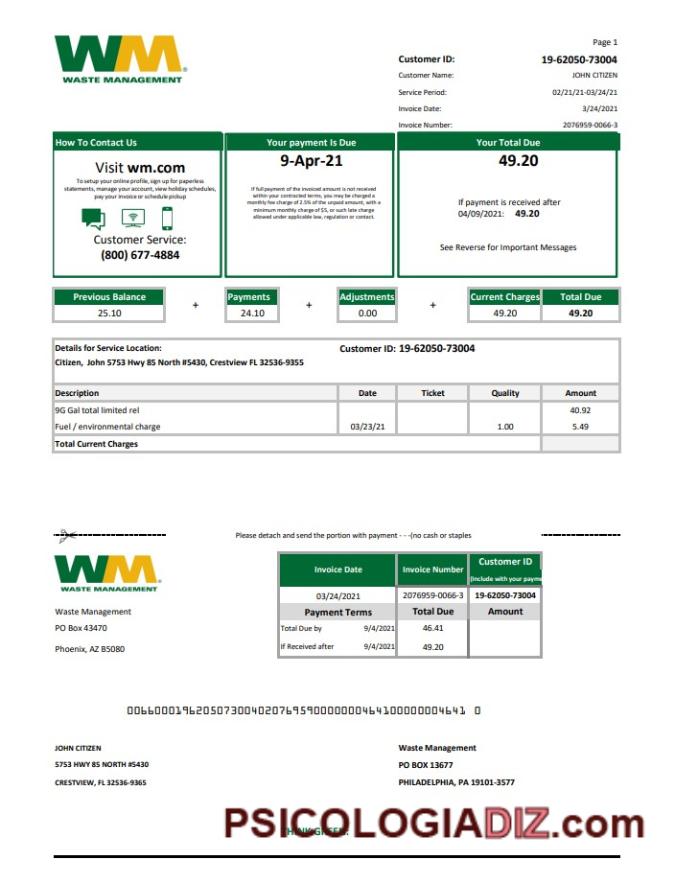 WM
WASTE MANAGEMENT
Page 1
Customer ID: 19-62050-73004
Customer Name: JOHN CITIZEN
Service Period: 02/21/21-03/24/21
Invoice Date: 3/24/2021
Invoice Number: 2076959-0066-3
How To Contact Us
Visit wm.com
To setup your online profile, sign up for paperless
statements, manage your account, view holiday schedules,
pay your invoice or schedule pickup
Customer Service:
(800) 677-4884
Your payment Is Due
9-Apr-21
If full payment of the invoiced amount is not received
within your contracted terms, you may be charged a
monthly fee charge of 2.5% of the unpaid amount, with a
minimum monthly charge of $5, or such late charge
allowed under applicable law, regulation or contract.
Your Total Due
49.20
If payment is received after
04/09/2021: 49.20
See Reverse for Important Messages
Previous Balance + Payments + Adjustments + Current Charges Total Due
25.10 24.10 0.00 49.20 49.20
Details for Service Location: Customer ID: 19-62050-73004
Citizen, John 5753 Hwy 85 North #5430, Crestview FL 32536-9355
Description Date Ticket Quality Amount
9G Gal total limited rel 40.92
Fuel / environmental charge 03/23/21 1.00 5.49
Total Current Charges
Please detach and send the portion with payment - - -(no cash or staples
WM
WASTE MANAGEMENT
Waste Management
PO Box 43470
Phoenix, AZ B5080
Invoice Date Invoice Number Customer ID
(Include with your payme
03/24/2021 2076959-0066-3 19-62050-73004
Payment Terms Total Due Amount
Total Due by 9/4/2021 46.41
If Received after 9/4/2021 49.20
0066000196205073004020769590000000464100000004641 0
JOHN CITIZEN
5753 HWY 85 NORTH #5430
CRESTVIEW, FL 32536-9365
Waste Management
PO BOX 13677
PHILADELPHIA, PA 19101-3577
THINK GREEN.
PSICOLOGIADIZ.com